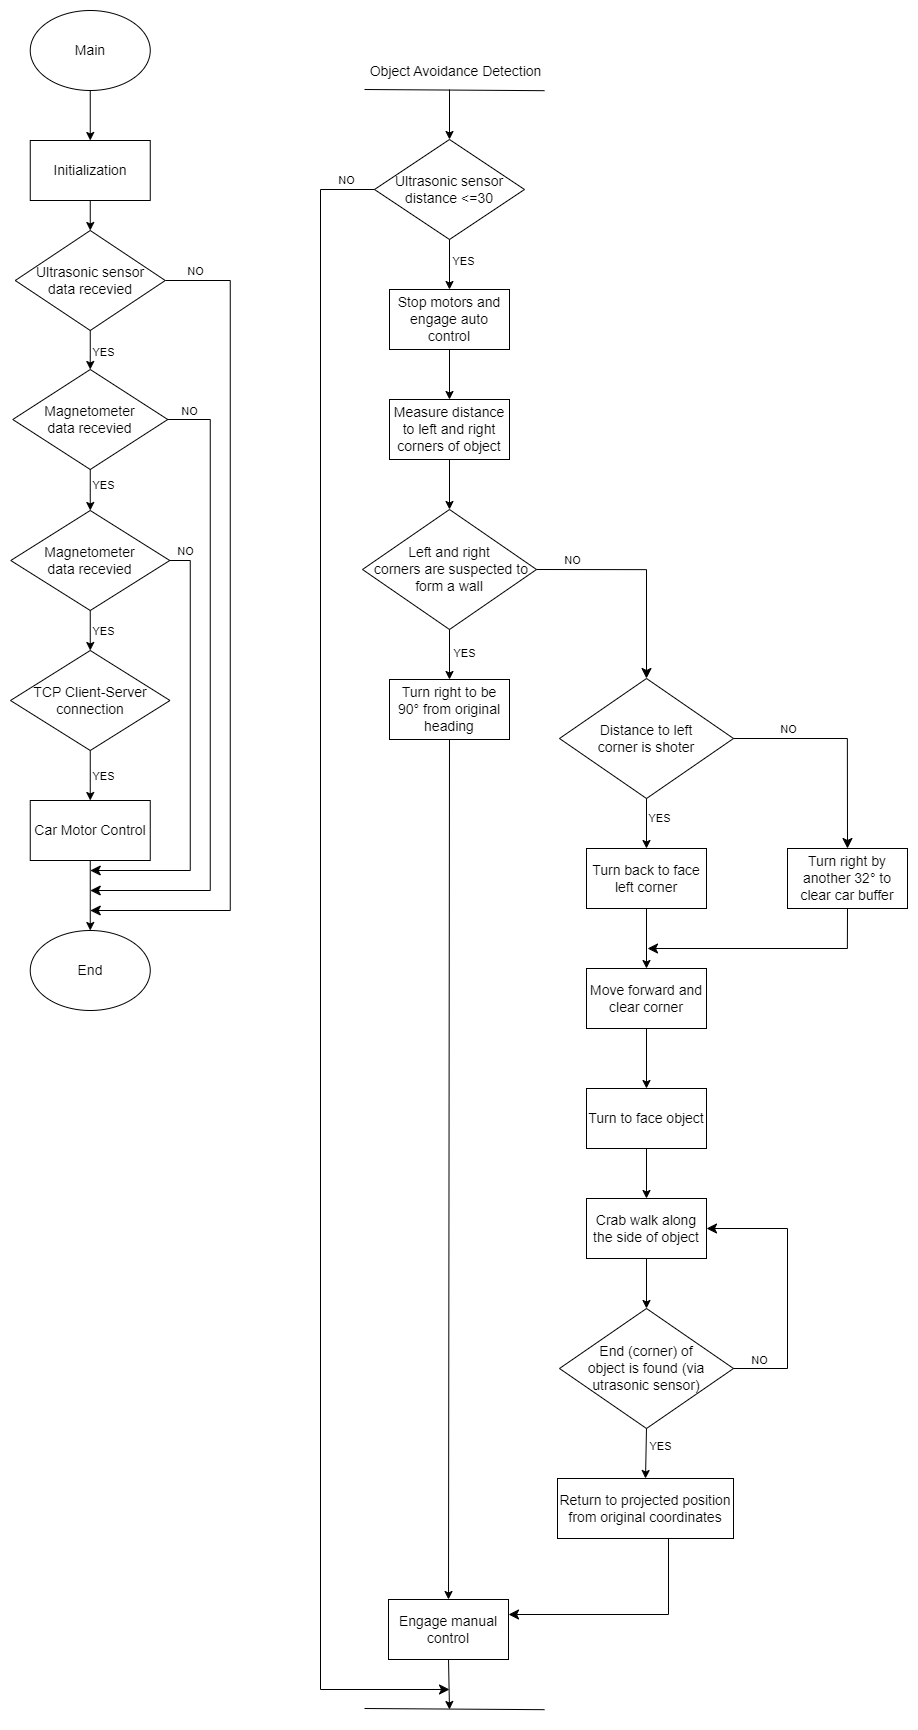 Main
Initialization
Ultrasonic sensor
data recevied
NO
YES
Magnetometer
data recevied
NO
YES
Magnetometer
data recevied
NO
YES
TCP Client-Server
connection
YES
Car Motor Control
End
Object Avoidance Detection
Ultrasonic sensor
distance <=30
NO
YES
Stop motors and
engage auto
control
Measure distance
to left and right
corners of object
Left and right
corners are suspected to
form a wall
NO
YES
Turn right to be
90° from original
heading
Distance to left
corner is shoter
NO
YES
Turn back to face
left corner
Turn right by
another 32° to
clear car buffer
Move forward and
clear corner
Turn to face object
Crab walk along
the side of object
End (corner) of
object is found (via
utrasonic sensor)
NO
YES
Return to projected position
from original coordinates
Engage manual
control